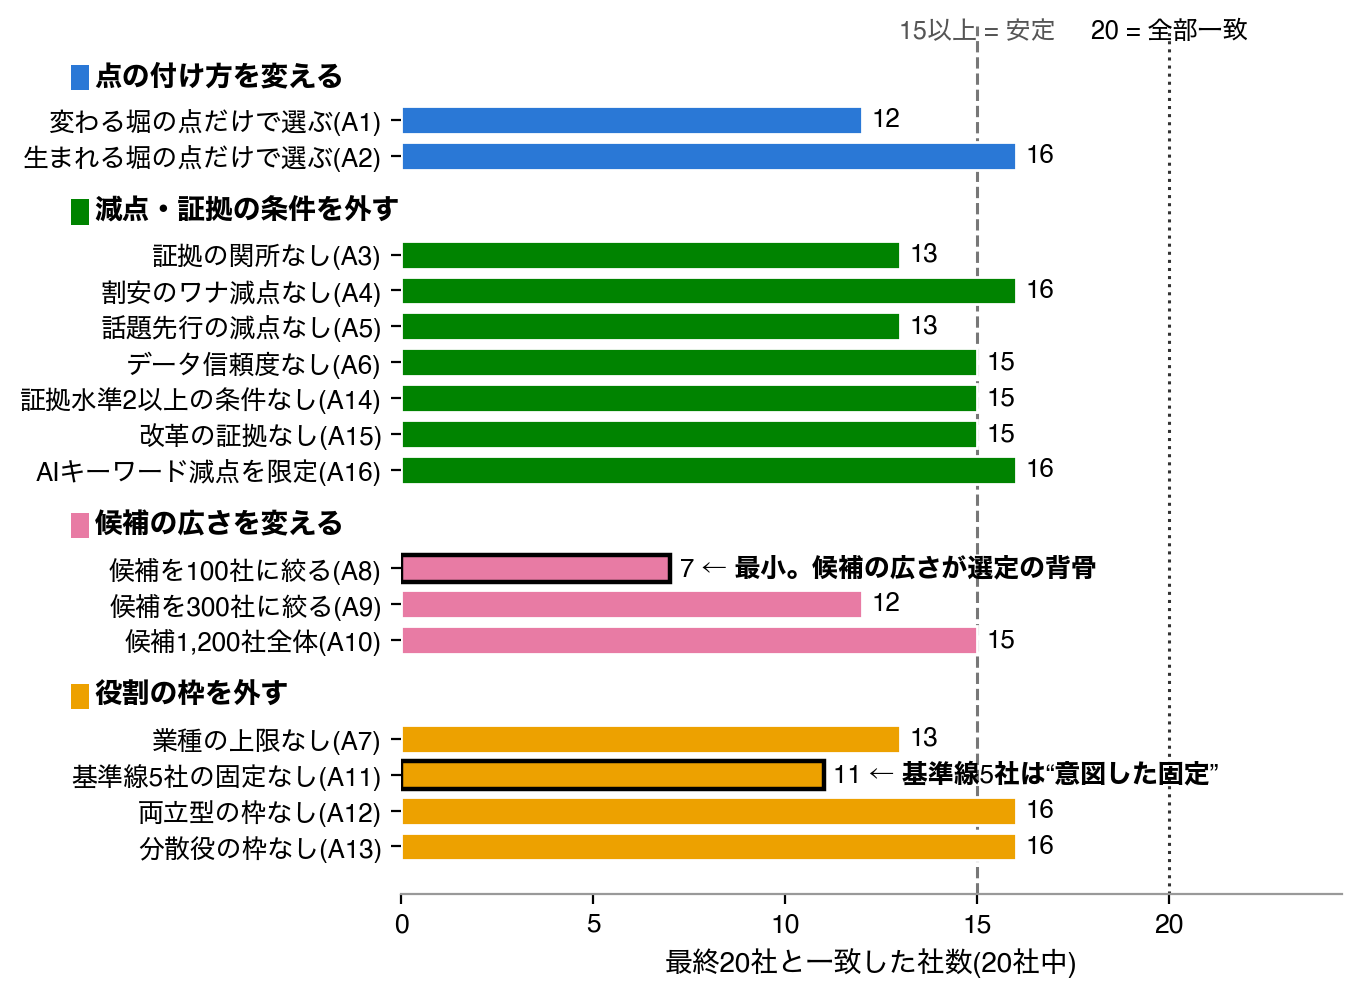 15以上 = 安定 20 = 全部一致
点の付け方を変える
変わる堀の点だけで選ぶ(A1) 12
生まれる堀の点だけで選ぶ(A2) 16
減点・証拠の条件を外す
証拠の関所なし(A3) 13
割安のワナ減点なし(A4) 16
話題先行の減点なし(A5) 13
データ信頼度なし(A6) 15
証拠水準2以上の条件なし(A14) 15
改革の証拠なし(A15) 15
AIキーワード減点を限定(A16) 16
候補の広さを変える
候補を100社に絞る(A8) 7 ← 最小。候補の広さが選定の背骨
候補を300社に絞る(A9) 12
候補1,200社全体(A10) 15
役割の枠を外す
業種の上限なし(A7) 13
基準線5社の固定なし(A11) 11 ← 基準線5社は“意図した固定”
両立型の枠なし(A12) 16
分散役の枠なし(A13) 16
0 5 10 15 20
最終20社と一致した社数(20社中)